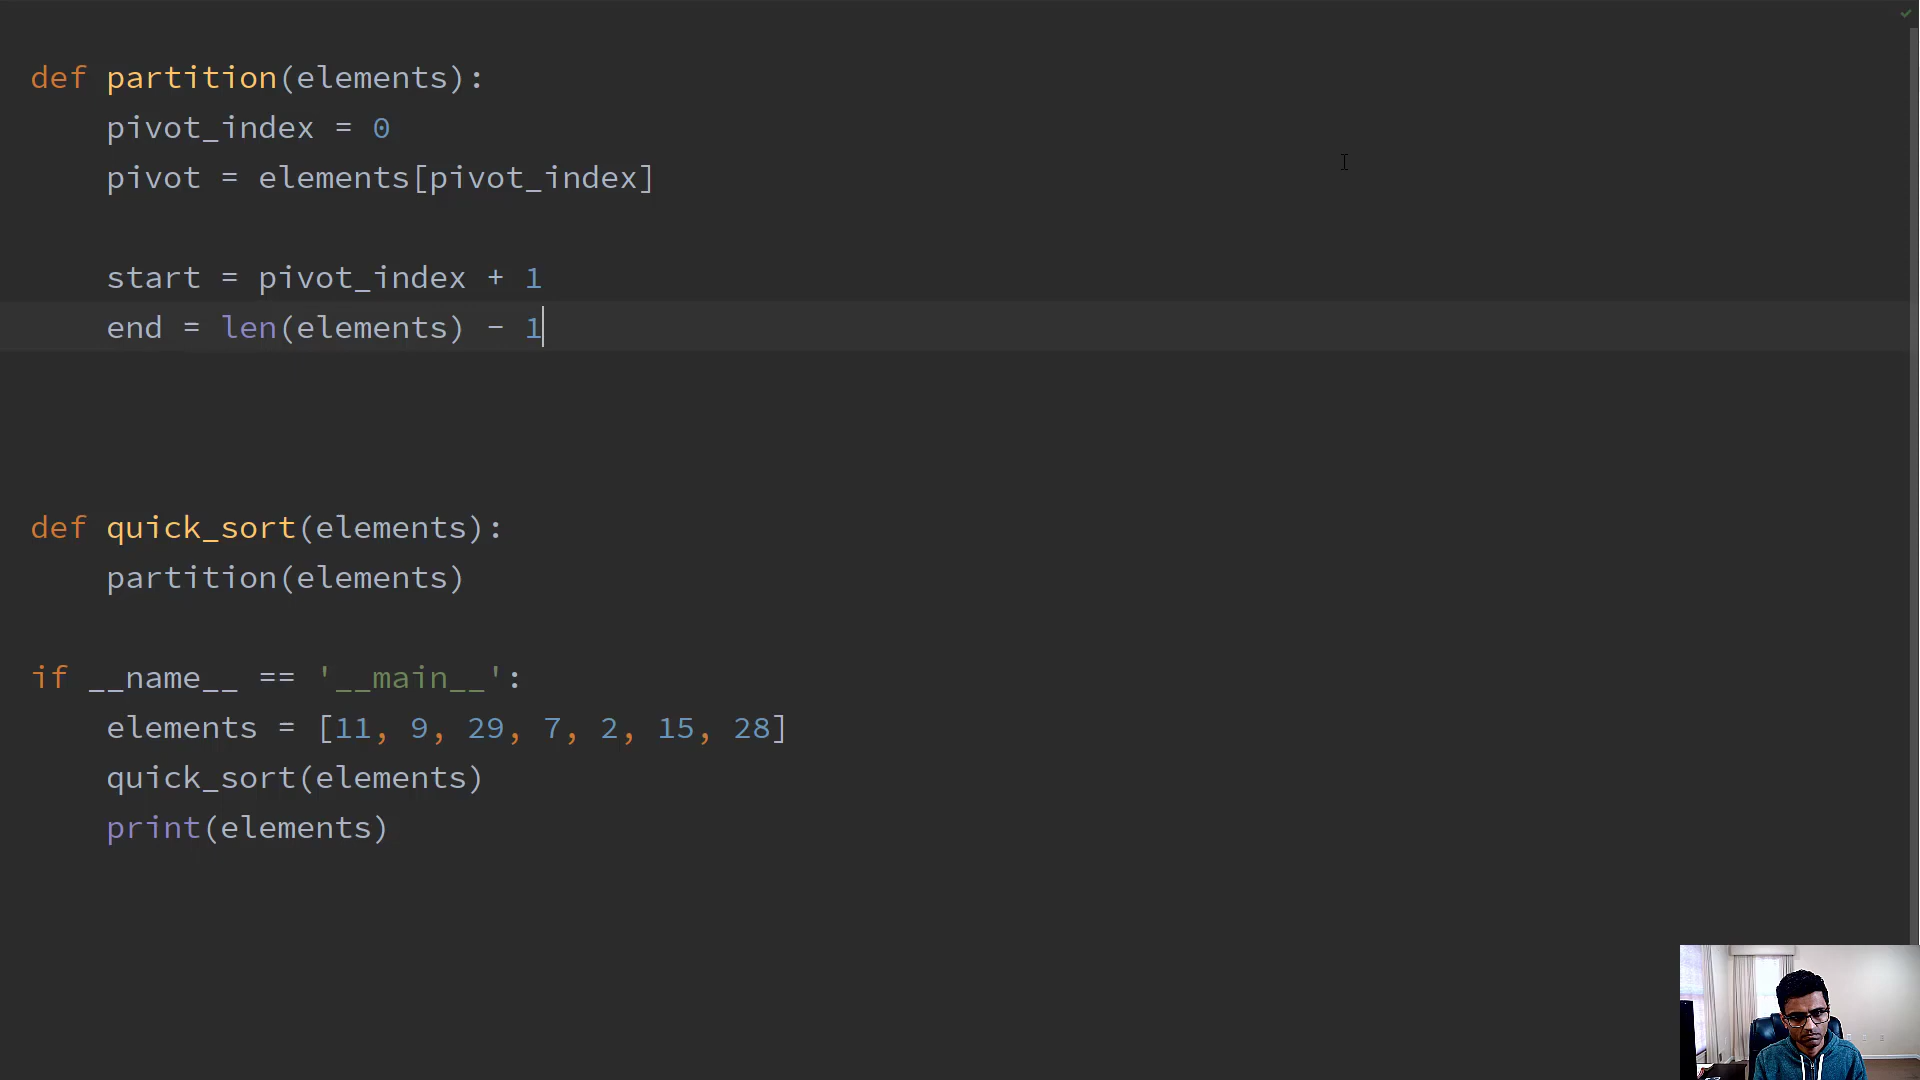 def partition(elements):
    pivot_index = 0
    pivot = elements[pivot_index]
    start = pivot_index + 1
    end = len(elements) - 1
def quick_sort(elements):
    partition(elements)
if __name__ == '__main__':
    elements = [11, 9, 29, 7, 2, 15, 28]
    quick_sort(elements)
    print(elements)